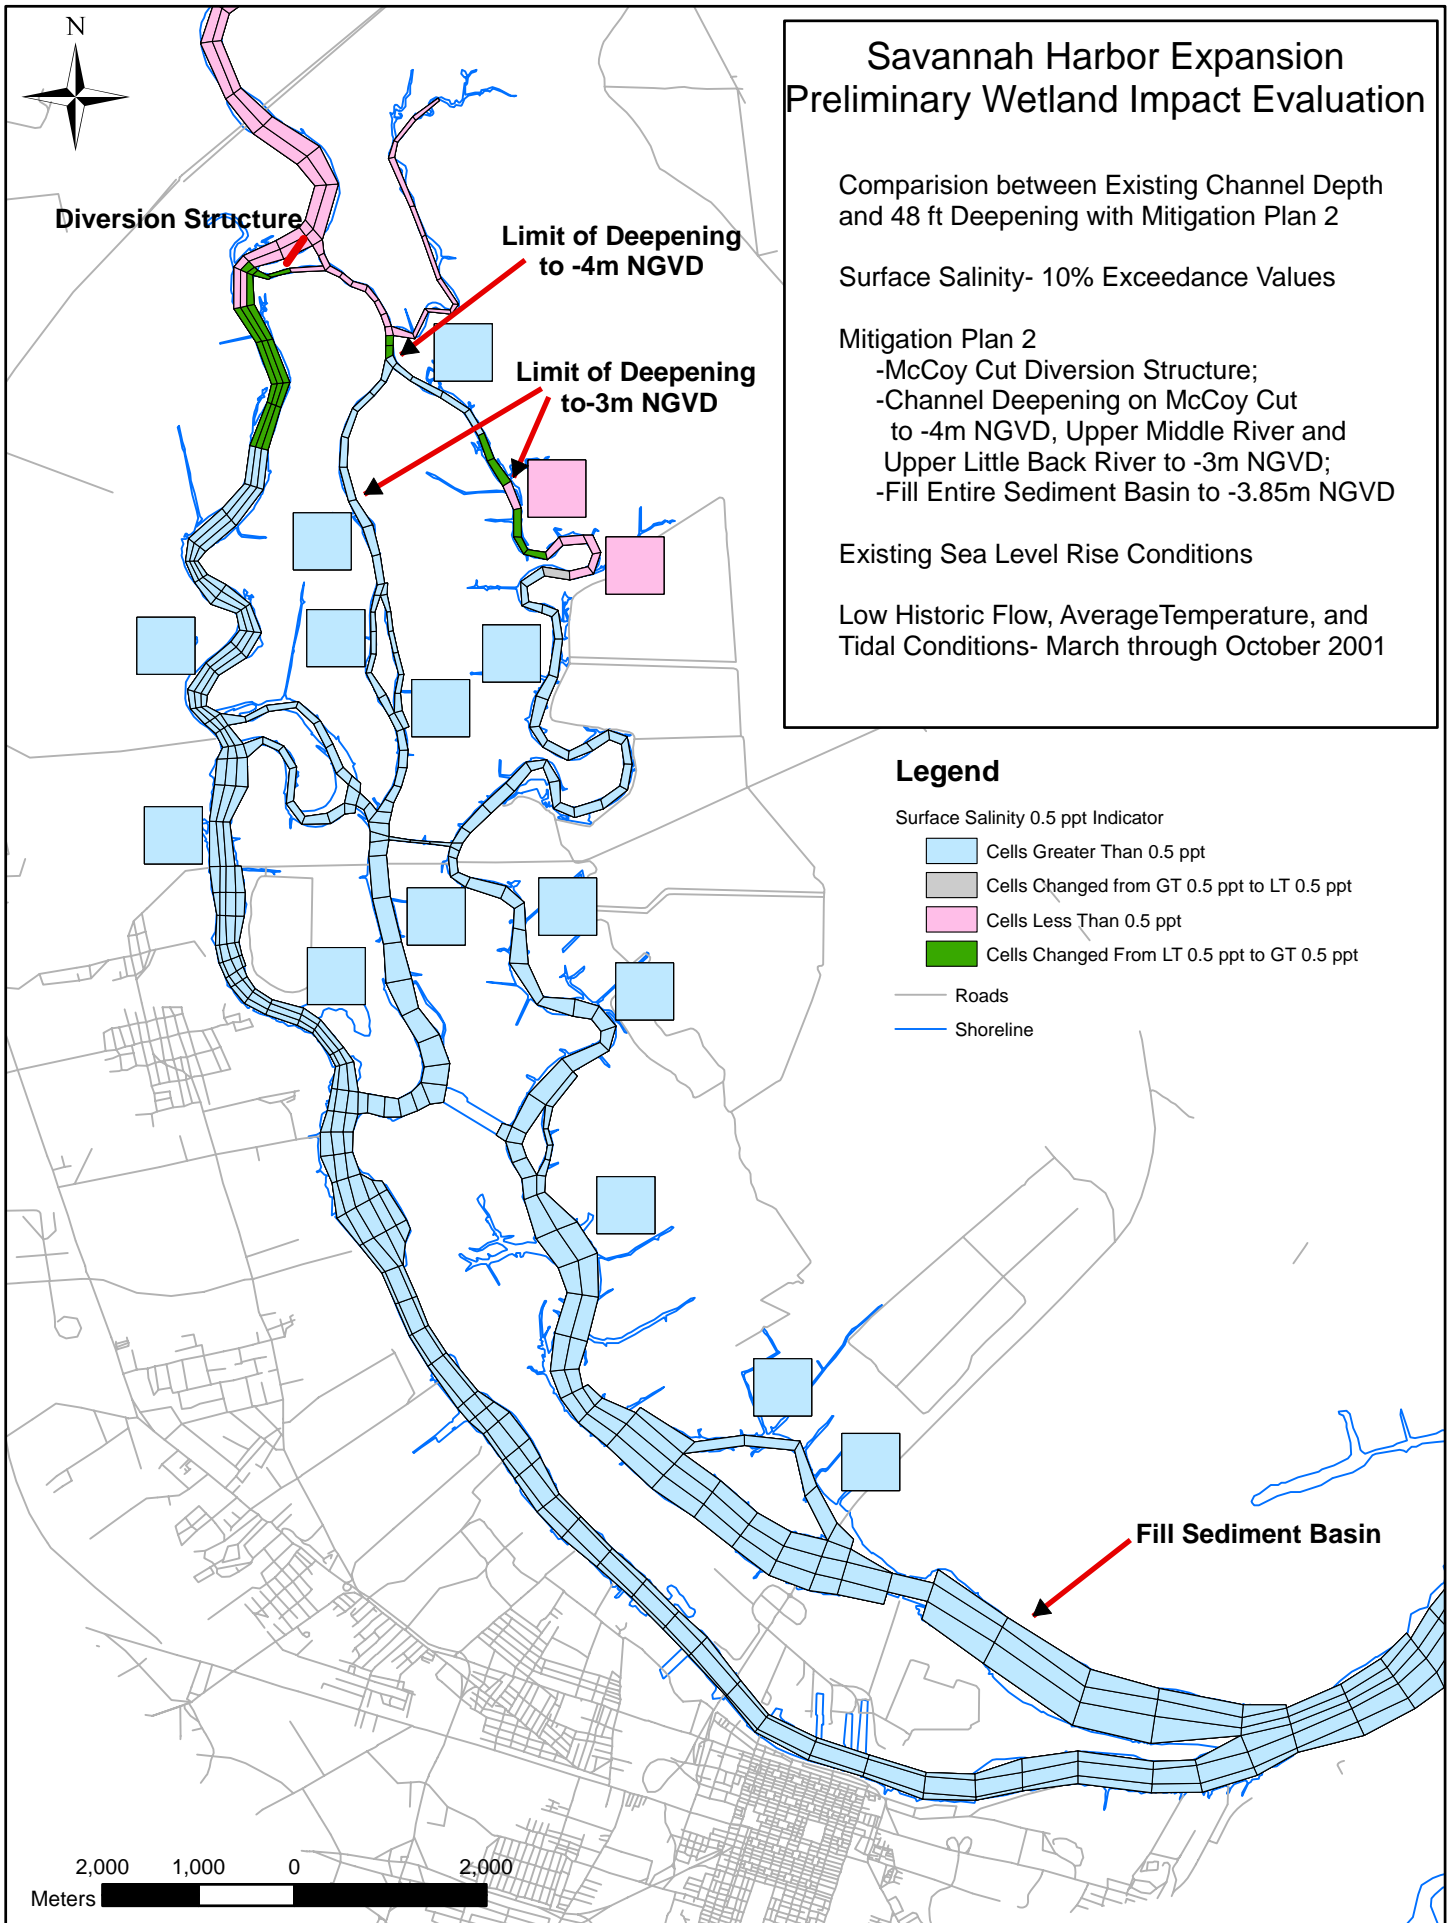 N
Savannah Harbor Expansion
Preliminary Wetland Impact Evaluation
Comparision between Existing Channel Depth
and 48 ft Deepening with Mitigation Plan 2
Surface Salinity- 10% Exceedance Values
Mitigation Plan 2
-McCoy Cut Diversion Structure;
-Channel Deepening on McCoy Cut
to -4m NGVD, Upper Middle River and
Upper Little Back River to -3m NGVD;
-Fill Entire Sediment Basin to -3.85m NGVD
Existing Sea Level Rise Conditions
Low Historic Flow, AverageTemperature, and
Tidal Conditions- March through October 2001
Diversion Structure
Limit of Deepening
to -4m NGVD
Limit of Deepening
to-3m NGVD
Legend
Surface Salinity 0.5 ppt Indicator
Cells Greater Than 0.5 ppt
Cells Changed from GT 0.5 ppt to LT 0.5 ppt
Cells Less Than 0.5 ppt
Cells Changed From LT 0.5 ppt to GT 0.5 ppt
Roads
Shoreline
Fill Sediment Basin
2,000 1,000 0 2,000
Meters